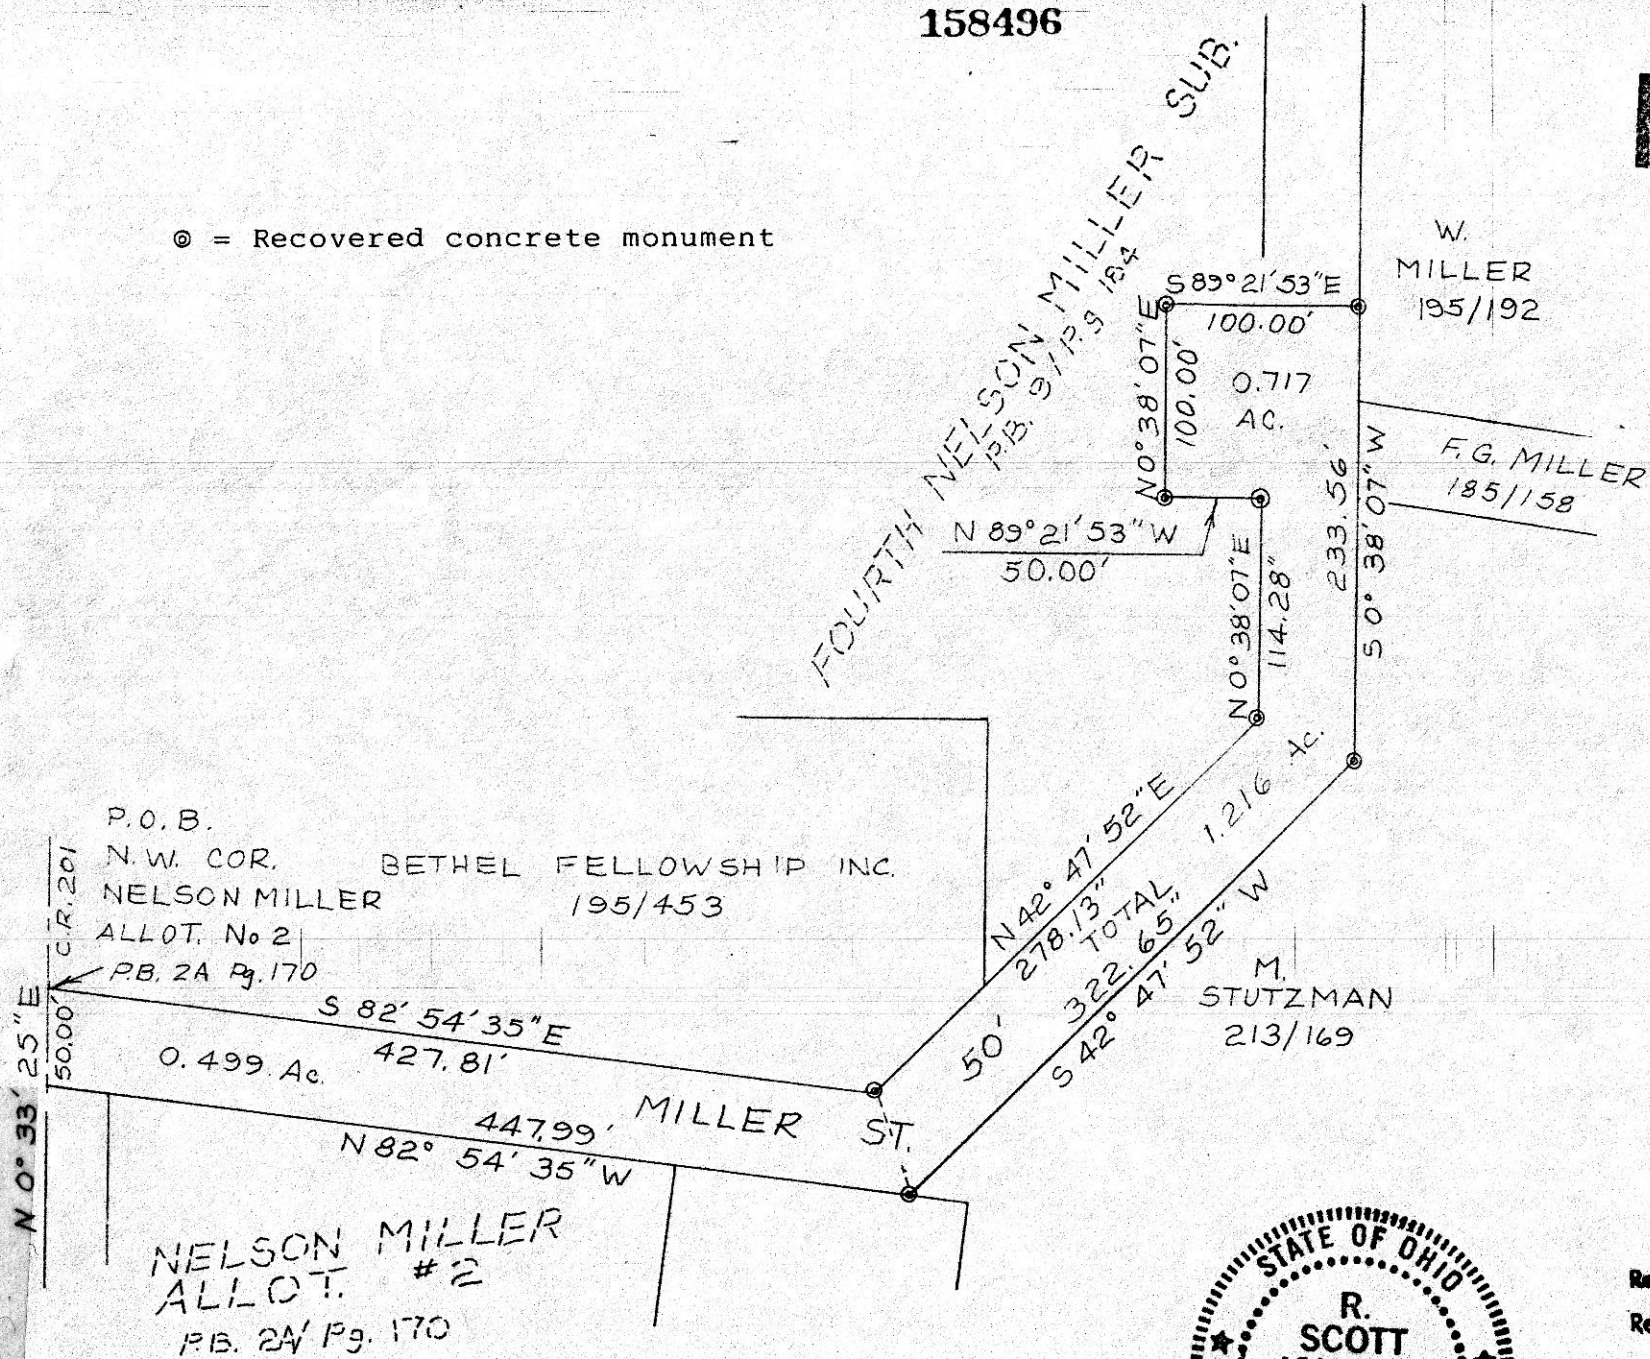 158496
◎ = Recovered concrete monument
FOURTH NELSON MILLER SUB.
P.B. 9 / P.g 184
W.
MILLER
195/192
S 89° 21' 53" E
100.00'
N 0° 38' 07" E
100.00'
0.717
AC.
F. G. MILLER
185/158
N 89° 21' 53" W
50.00'
N 0° 38' 07" E
114.28"
233.56'
S 0° 38' 07" W
P.O.B.
N.W. COR.
NELSON MILLER
ALLOT. No 2
P.B. 2A Pg. 170
C.R. 201
BETHEL FELLOWSHIP INC.
195/453
N 42° 47' 52" E
278.13"
TOTAL 1.216 Ac.
322.65"
S 42° 47' 52" W
50'
M.
STUTZMAN
213/169
N 0° 33' 25" E
50.00'
S 82' 54' 35" E
427.81'
0.499 Ac.
MILLER ST.
447.99'
N 82° 54' 35" W
NELSON MILLER
ALLOT. #2
P.B. 2A Pg. 170
STATE OF OHIO
R.
SCOTT
Re
Re